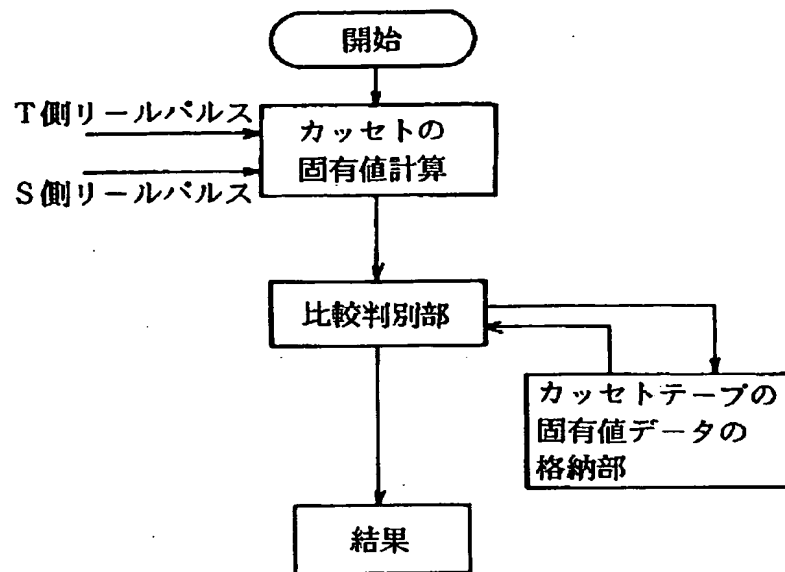 開始
T側リールパルス
カッセトの
固有値計算
S側リールパルス
比較判別部
カッセトテープの
固有値データの
格納部
結果